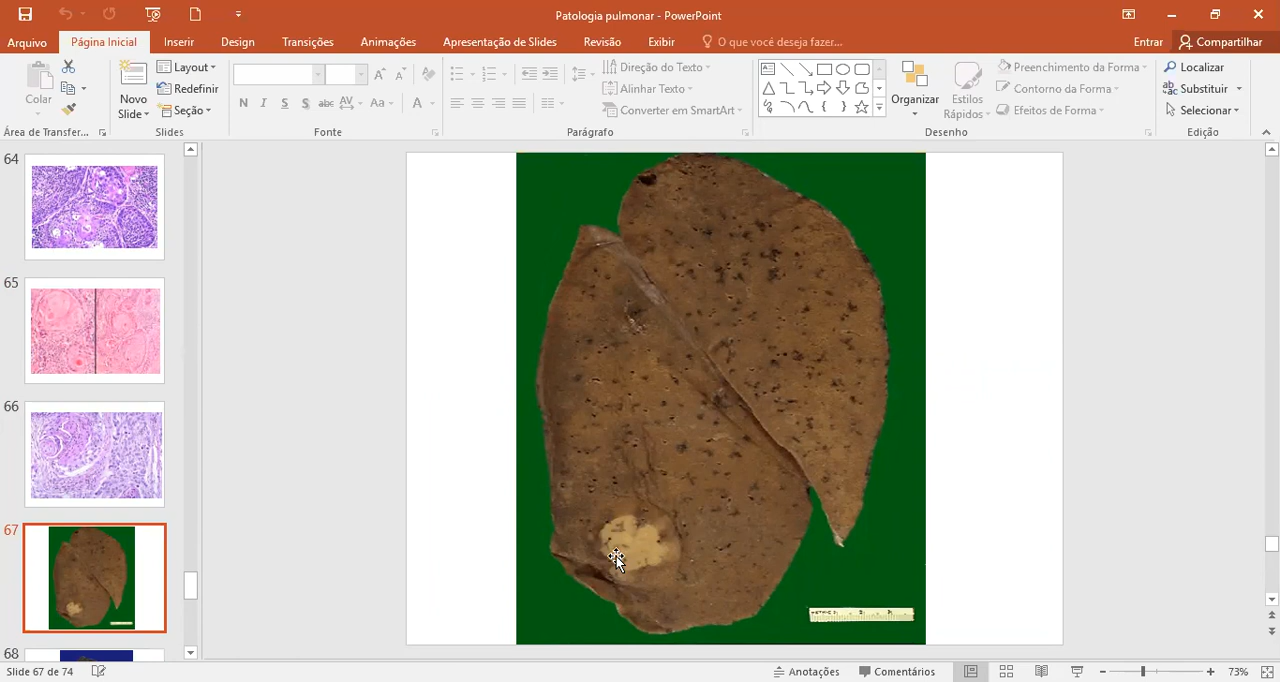 Patologia pulmonar - PowerPoint
Arquivo Página Inicial Inserir Design Transições Animações Apresentação de Slides Revisão Exibir O que você deseja fazer... Entrar Compartilhar
Colar
Novo Slide
Layout
Redefinir
Seção
N I S S abc AV Aa A
Direção do Texto
Alinhar Texto
Converter em SmartArt
Organizar
Estilos Rápidos
Preenchimento da Forma
Contorno da Forma
Efeitos de Forma
Localizar
Substituir
Selecionar
Área de Transfer... Slides Fonte Parágrafo Desenho Edição
64
65
66
67
68
Slide 67 de 74 Anotações Comentários 73%